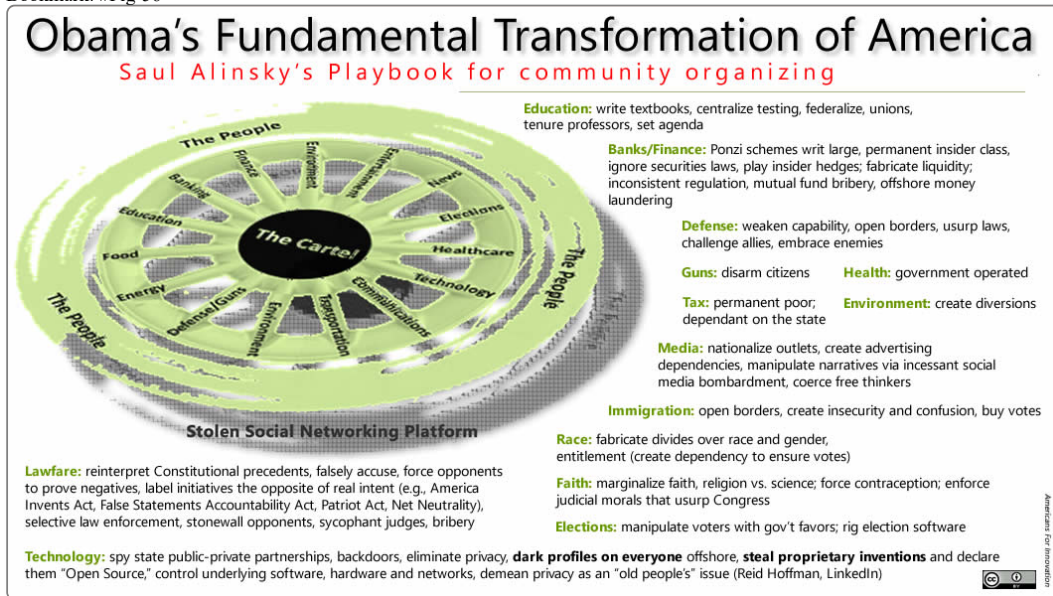 Obama's Fundamental Transformation of America
Saul Alinsky's Playbook for community organizing
Education: write textbooks, centralize testing, federalize, unions,
tenure professors, set agenda
Banks/Finance: Ponzi schemes writ large, permanent insider class,
ignore securities laws, play insider hedges; fabricate liquidity;
inconsistent regulation, mutual fund bribery, offshore money
laundering
Defense: weaken capability, open borders, usurp laws,
challenge allies, embrace enemies
Guns: disarm citizens
Health: government operated
Tax: permanent poor;
dependant on the state
Environment: create diversions
Media: nationalize outlets, create advertising
dependencies, manipulate narratives via incessant social
media bombardment, coerce free thinkers
Immigration: open borders, create insecurity and confusion, buy votes
Race: fabricate divides over race and gender,
entitlement (create dependency to ensure votes)
Faith: marginalize faith, religion vs. science; force contraception; enforce
judicial morals that usurp Congress
Elections: manipulate voters with gov't favors; rig election software
The People
The People
The People
The Cartel
Finance
Environment
Entertainment
News
Elections
Healthcare
Technology
Communications
Transportation
Environment
Defense/Guns
Energy
Food
Education
Banking
Stolen Social Networking Platform
Lawfare: reinterpret Constitutional precedents, falsely accuse, force opponents
to prove negatives, label initiatives the opposite of real intent (e.g., America
Invents Act, False Statements Accountability Act, Patriot Act, Net Neutrality),
selective law enforcement, stonewall opponents, sycophant judges, bribery
Technology: spy state public-private partnerships, backdoors, eliminate privacy, dark profiles on everyone offshore, steal proprietary inventions and declare
them "Open Source," control underlying software, hardware and networks, demean privacy as an "old people's" issue (Reid Hoffman, LinkedIn)
Americans For Innovation
cc
BY